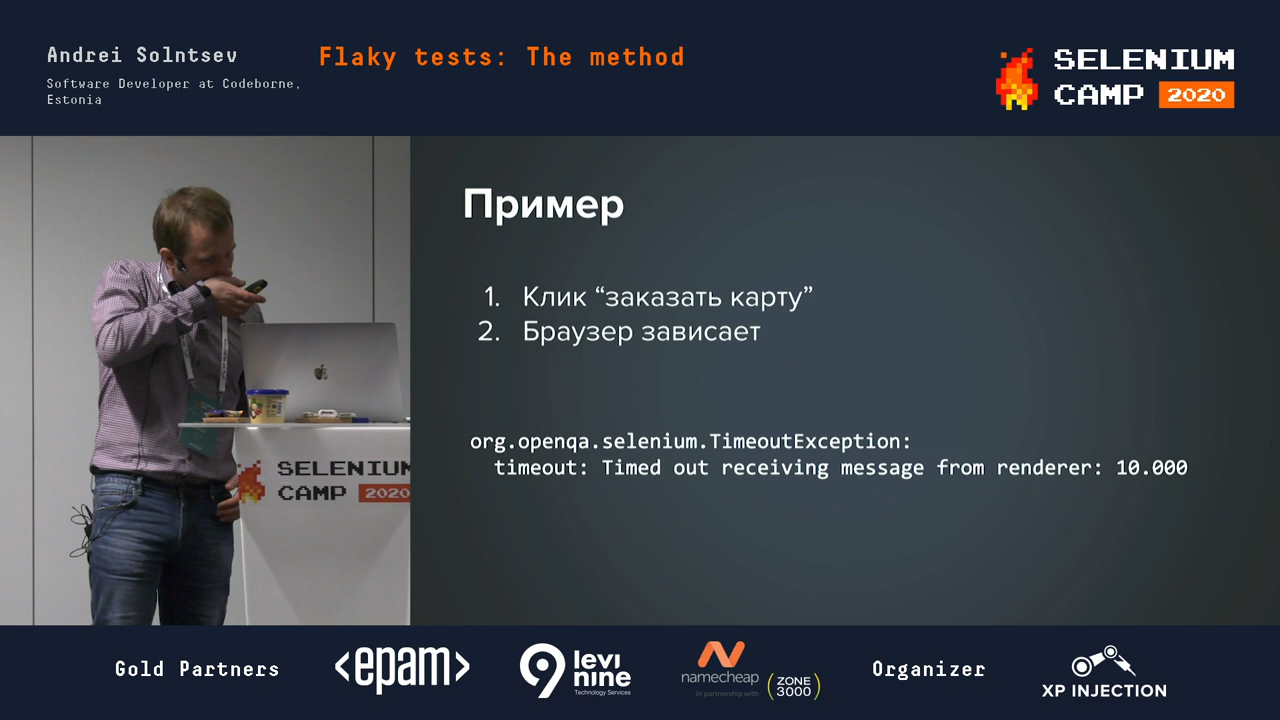 Andrei Solntsev
Software Developer at Codeborne,
Estonia
Flaky tests: The method
SELENIUM
CAMP 2020
Пример
1. Клик “заказать карту”
2. Браузер зависает
org.openqa.selenium.TimeoutException:
timeout: Timed out receiving message from renderer: 10.000
SELENIUM
CAMP 2020
Gold Partners
<epam>
9 levi
nine
Technology Services
namecheap
in partnership with
ZONE
3000
Organizer
XP INJECTION